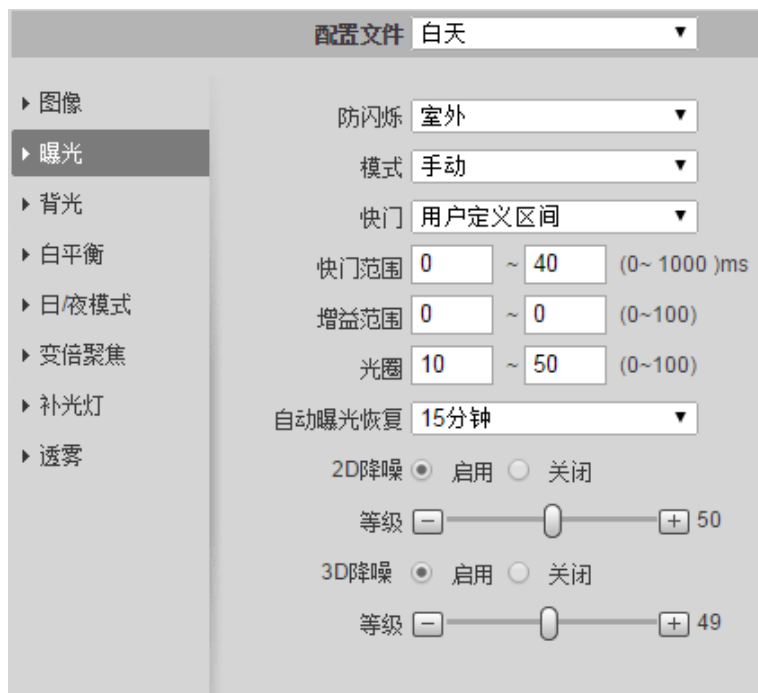 配置文件 白天
图像
曝光
背光
白平衡
日/夜模式
变倍聚焦
补光灯
透雾
防闪烁 室外
模式 手动
快门 用户定义区间
快门范围 0 ~ 40 (0~ 1000 )ms
增益范围 0 ~ 0 (0~100)
光圈 10 ~ 50 (0~100)
自动曝光恢复 15分钟
2D降噪 启用 关闭
等级 50
3D降噪 启用 关闭
等级 49